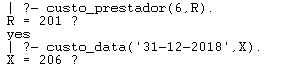 | ?- custo_prestador(6,R).
R = 201 ?
yes
| ?- custo_data('31-12-2018',X).
X = 206 ?